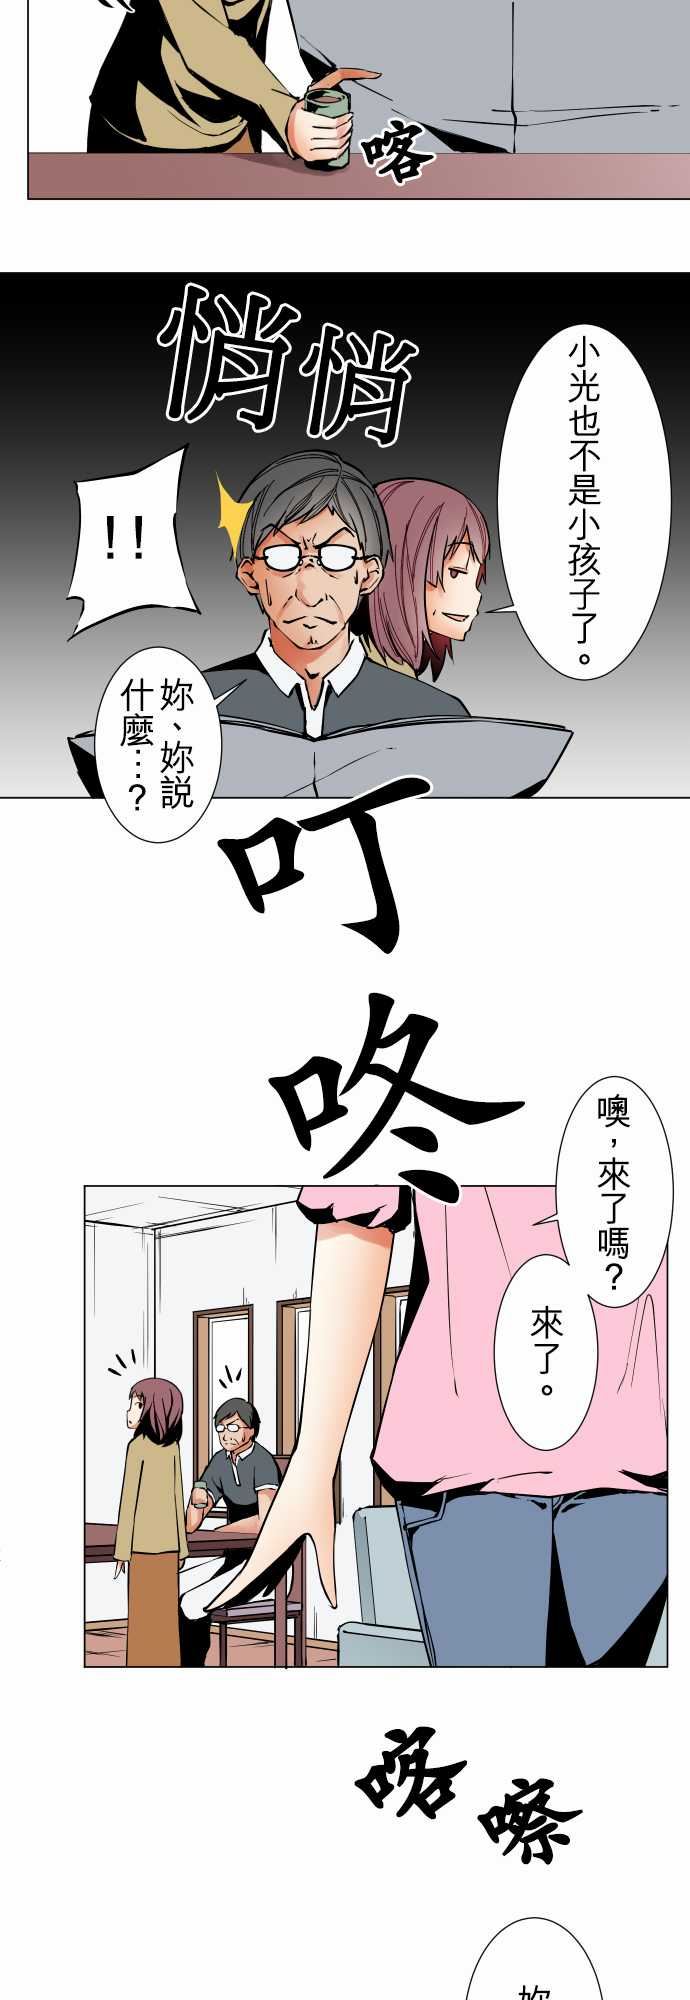 喀
悄悄
小光也不是小孩子了。
!!
妳、妳說
什麼…?
叮
咚
噢,來了嗎?
來了。
喀嚓
妳